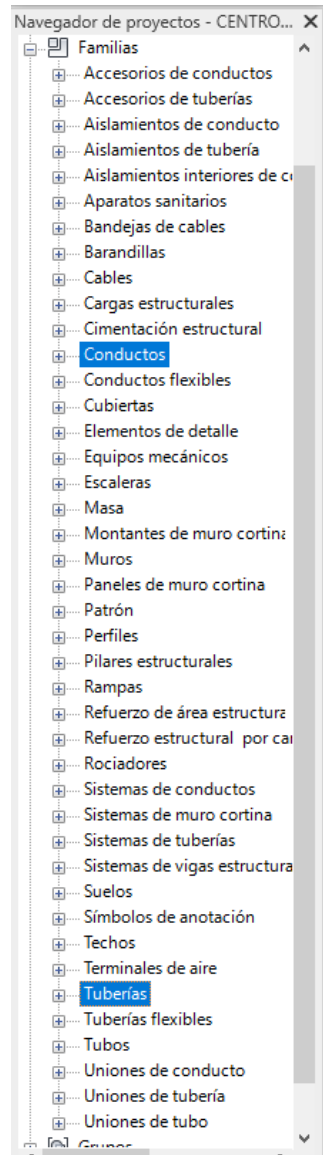 Navegador de proyectos - CENTRO...
Familias
Accesorios de conductos
Accesorios de tuberías
Aislamientos de conducto
Aislamientos de tubería
Aislamientos interiores de c
Aparatos sanitarios
Bandejas de cables
Barandillas
Cables
Cargas estructurales
Cimentación estructural
Conductos
Conductos flexibles
Cubiertas
Elementos de detalle
Equipos mecánicos
Escaleras
Masa
Montantes de muro cortina
Muros
Paneles de muro cortina
Patrón
Perfiles
Pilares estructurales
Rampas
Refuerzo de área estructura
Refuerzo estructural por ca
Rociadores
Sistemas de conductos
Sistemas de muro cortina
Sistemas de tuberías
Sistemas de vigas estructura
Suelos
Símbolos de anotación
Techos
Terminales de aire
Tuberías
Tuberías flexibles
Tubos
Uniones de conducto
Uniones de tubería
Uniones de tubo
Grupos